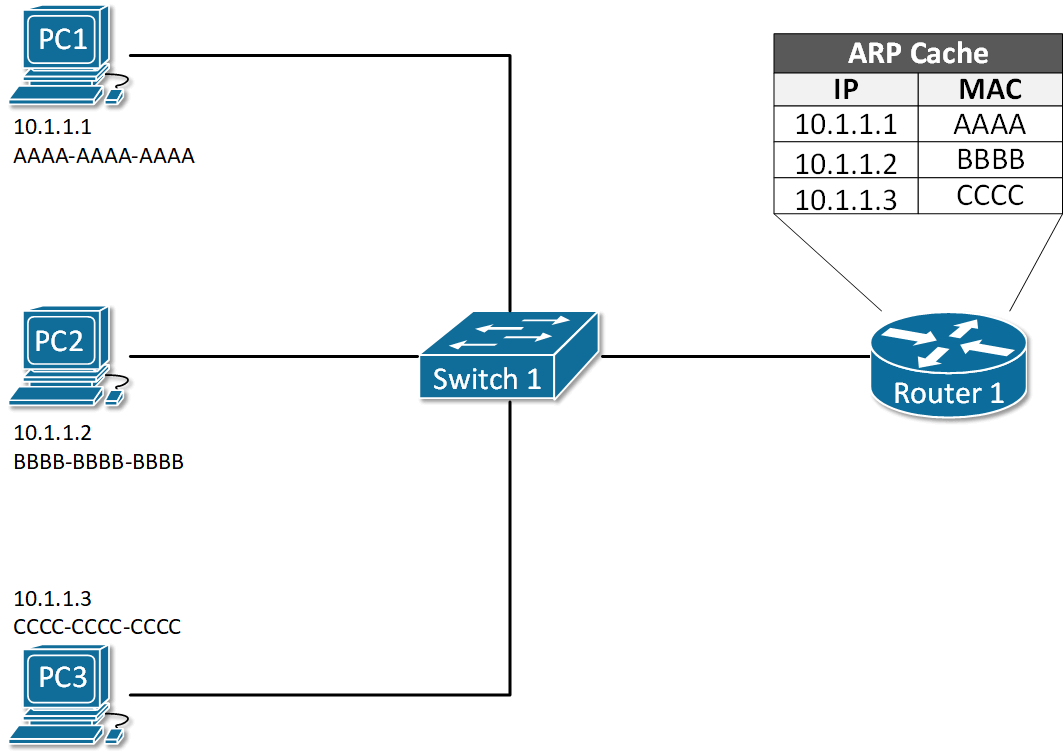 PC1
10.1.1.1
AAAA-AAAA-AAAA
ARP Cache
IP MAC
10.1.1.1 AAAA
10.1.1.2 BBBB
10.1.1.3 CCCC
PC2
10.1.1.2
BBBB-BBBB-BBBB
Switch 1
Router 1
10.1.1.3
CCCC-CCCC-CCCC
PC3